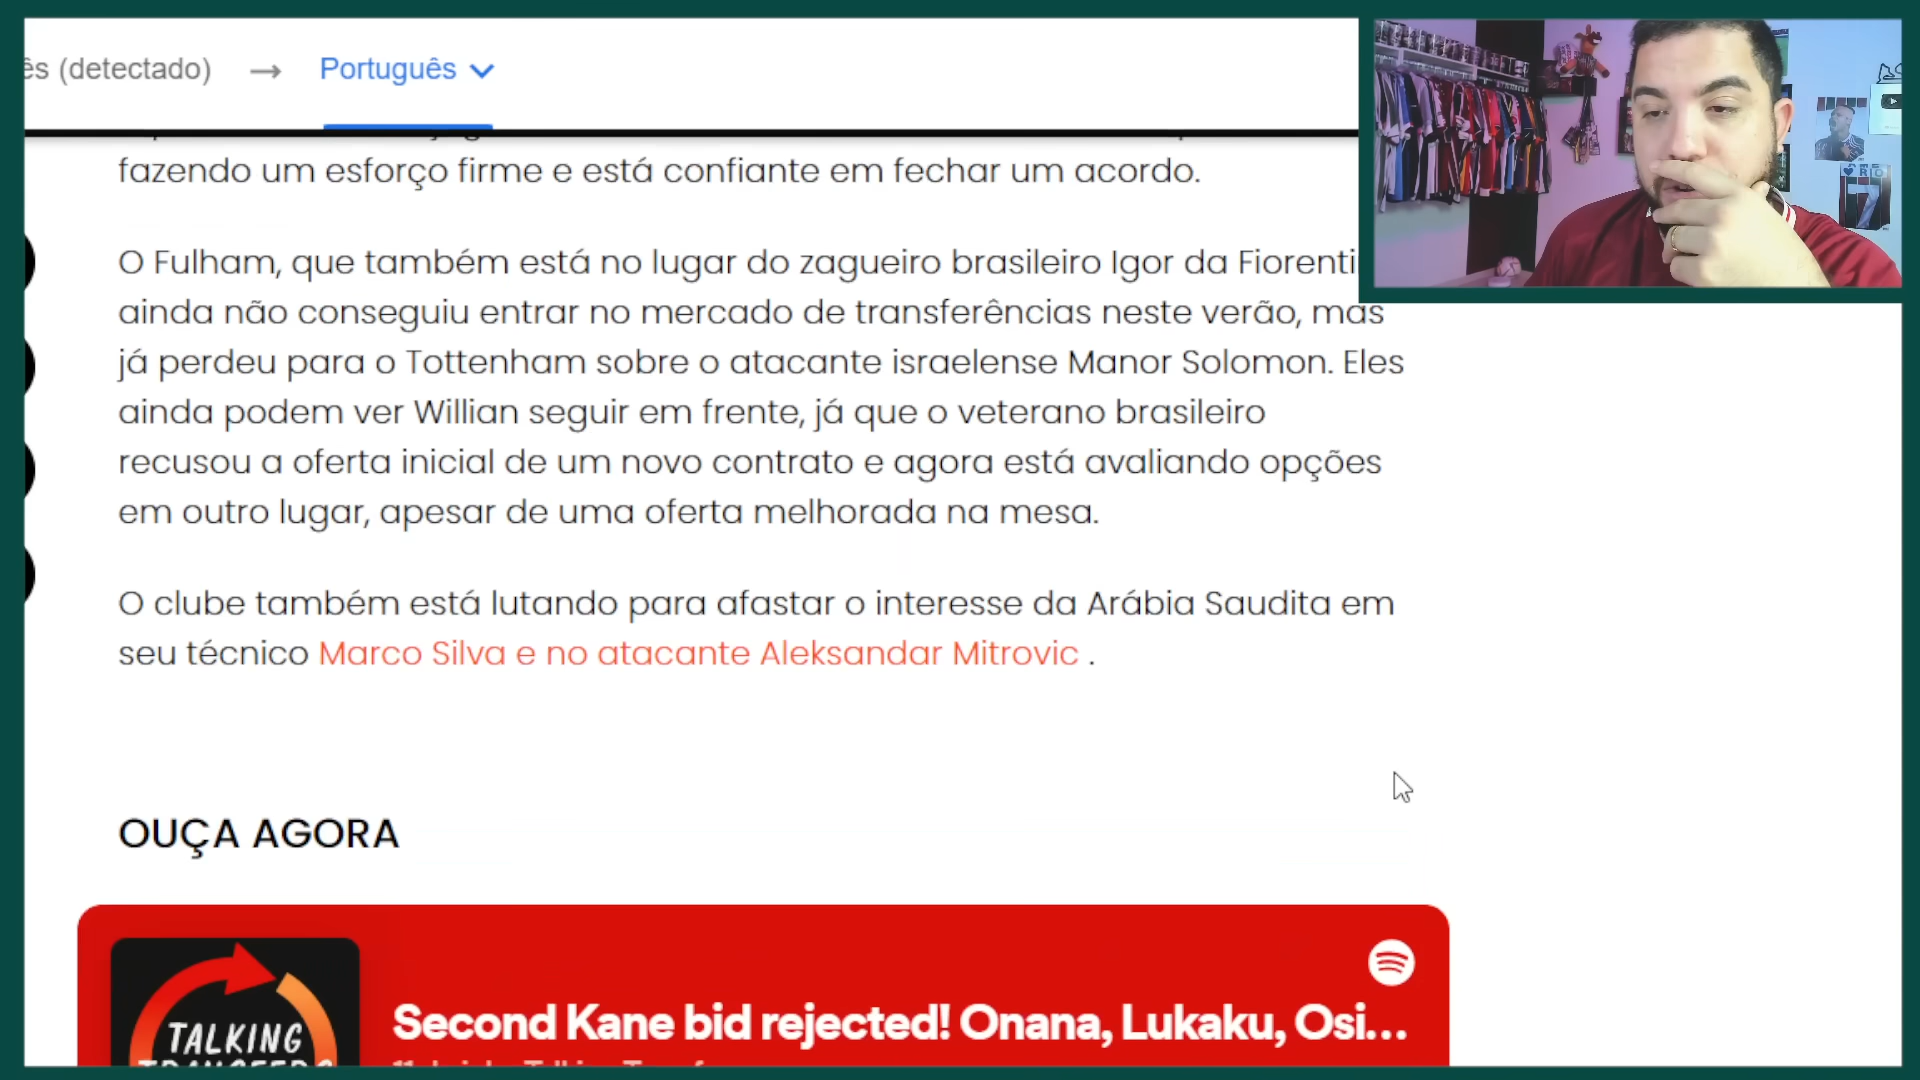 ês (detectado) → Português
fazendo um esforço firme e está confiante em fechar um acordo.
O Fulham, que também está no lugar do zagueiro brasileiro Igor da Fiorenti
ainda não conseguiu entrar no mercado de transferências neste verão, mas
já perdeu para o Tottenham sobre o atacante israelense Manor Solomon. Eles
ainda podem ver Willian seguir em frente, já que o veterano brasileiro
recusou a oferta inicial de um novo contrato e agora está avaliando opções
em outro lugar, apesar de uma oferta melhorada na mesa.
O clube também está lutando para afastar o interesse da Arábia Saudita em
seu técnico Marco Silva e no atacante Aleksandar Mitrovic .
OUÇA AGORA
TALKING
Second Kane bid rejected! Onana, Lukaku, Osi...